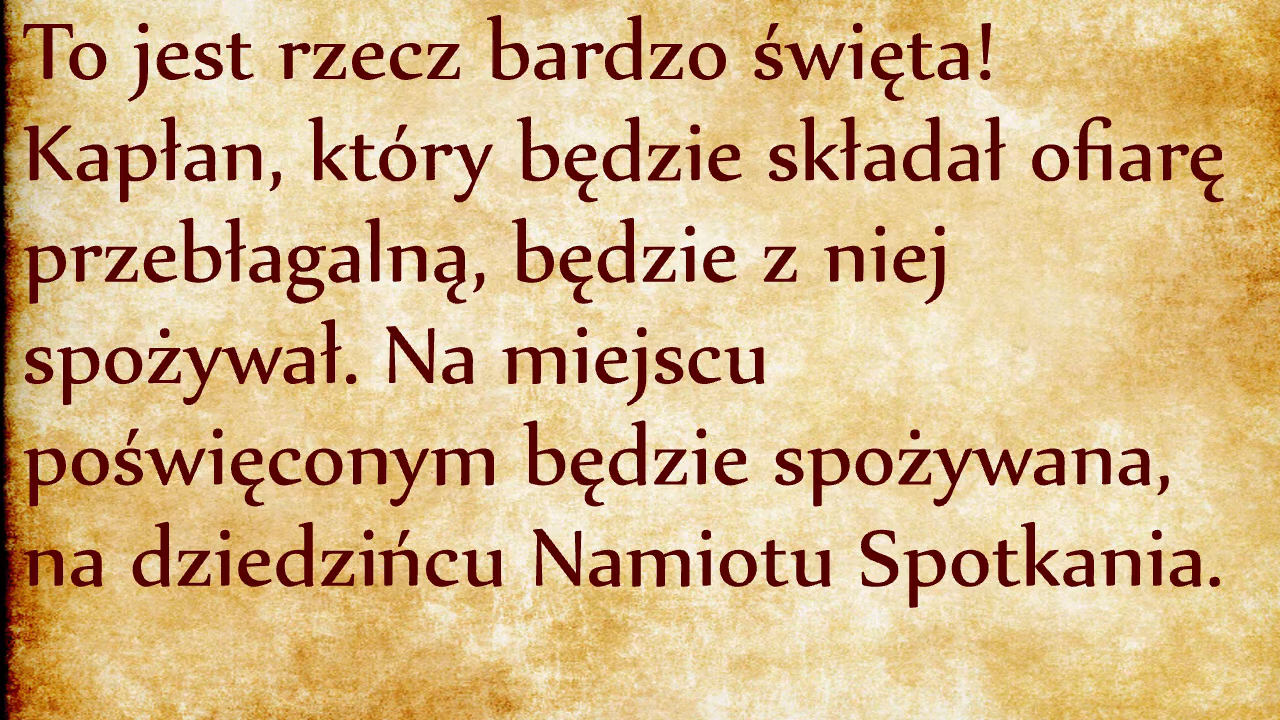 To jest rzecz bardzo święta!
Kapłan, który będzie składał ofiarę
przebłagalną, będzie z niej
spożywał. Na miejscu
poświęconym będzie spożywana,
na dziedzińcu Namiotu Spotkania.